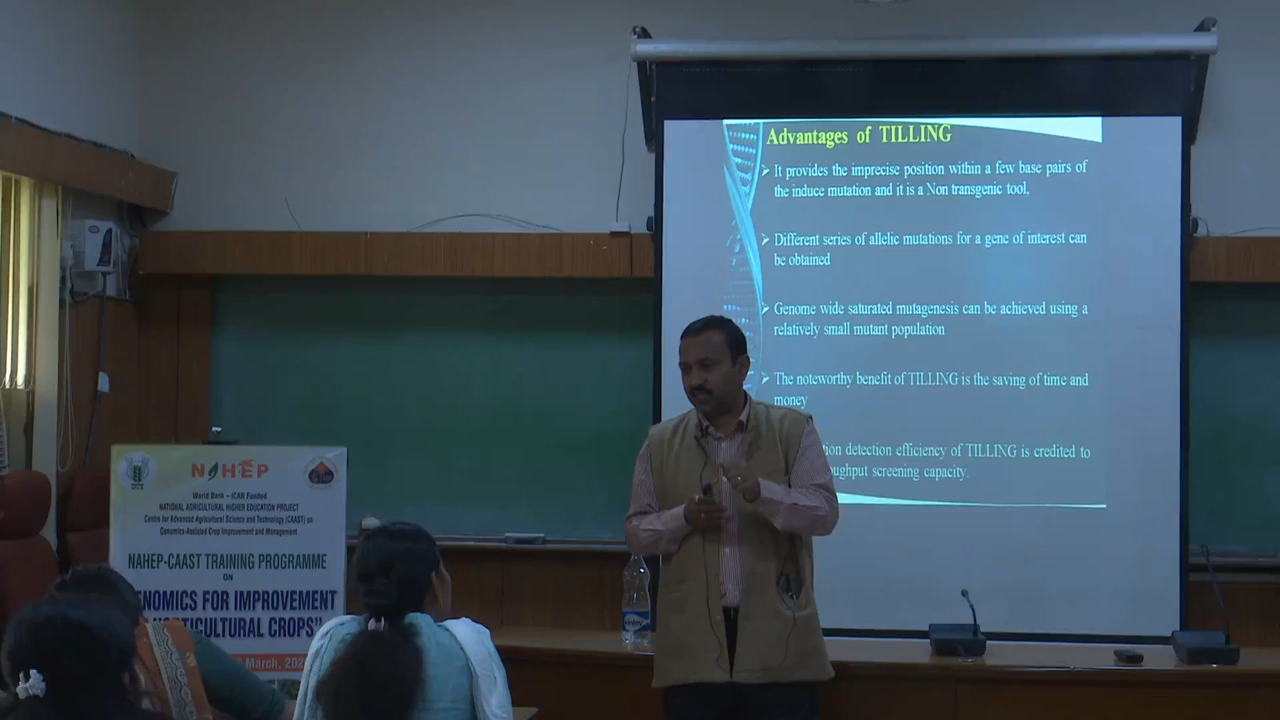 Advantages of TILLING
It provides the imprecise position within a few base pairs of
the induce mutation and it is a Non transgenic tool,
Different series of allelic mutations for a gene of interest can
be obtained
Genome wide saturated mutagenesis can be achieved using a
relatively small mutant population
The noteworthy benefit of TILLING is the saving of time and
money
detection efficiency of TILLING is credited to
screening capacity.
NAHEP
World Bank – ICAR Funded
NATIONAL AGRICULTURAL HIGHER EDUCATION PROJECT
Centre for Advanced Agricultural Science and Technology (CAAST) on
Genomics-Assisted Crop Improvement and Management
NAHEP-CAAST TRAINING PROGRAMME
ON
FOR IMPROVEMENT
CROPS"
March,